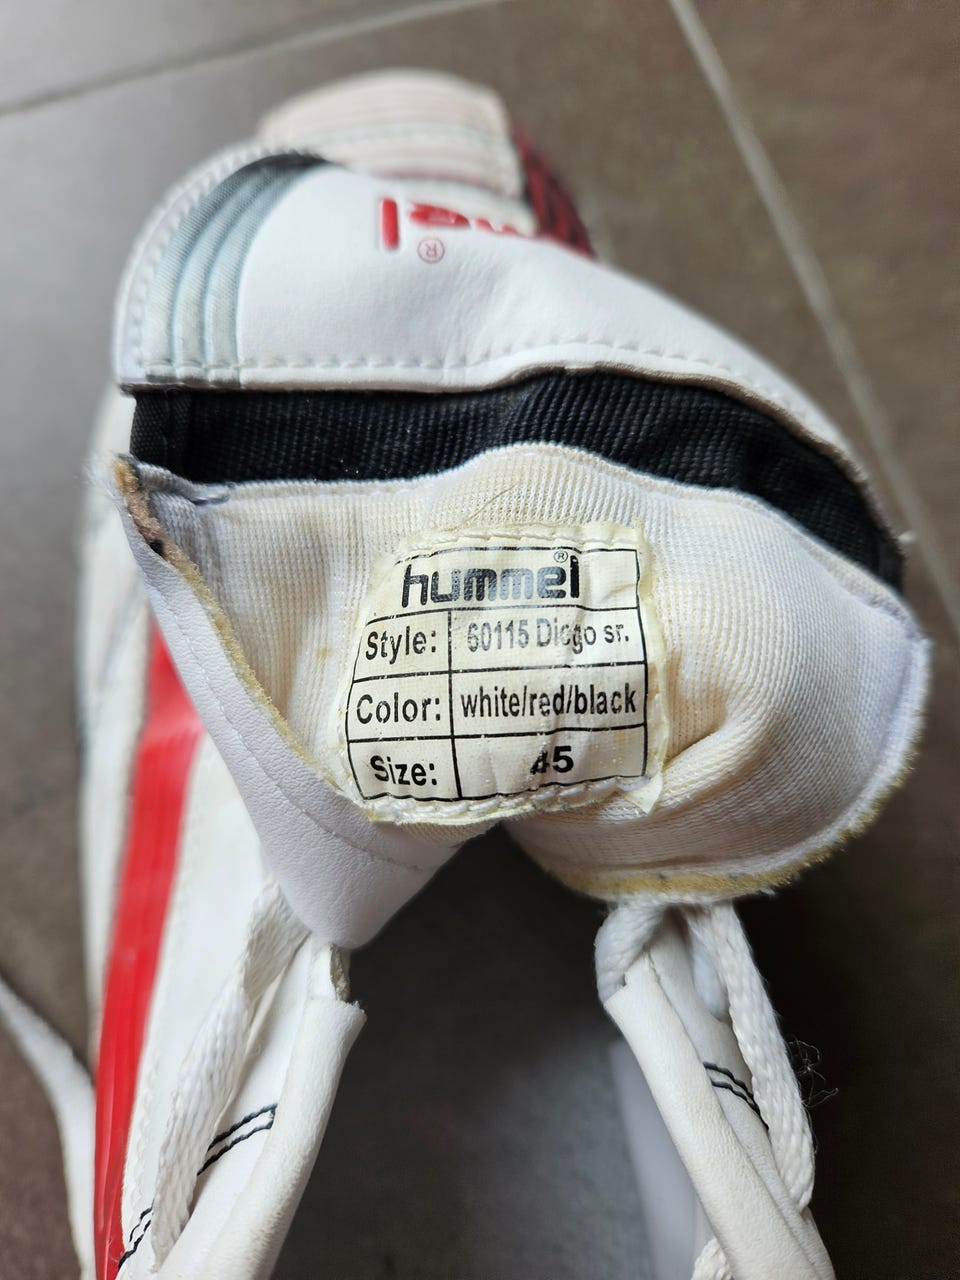 ®
hummel®
Style: 60115 Diego sr.
Color: white/red/black
Size: 45